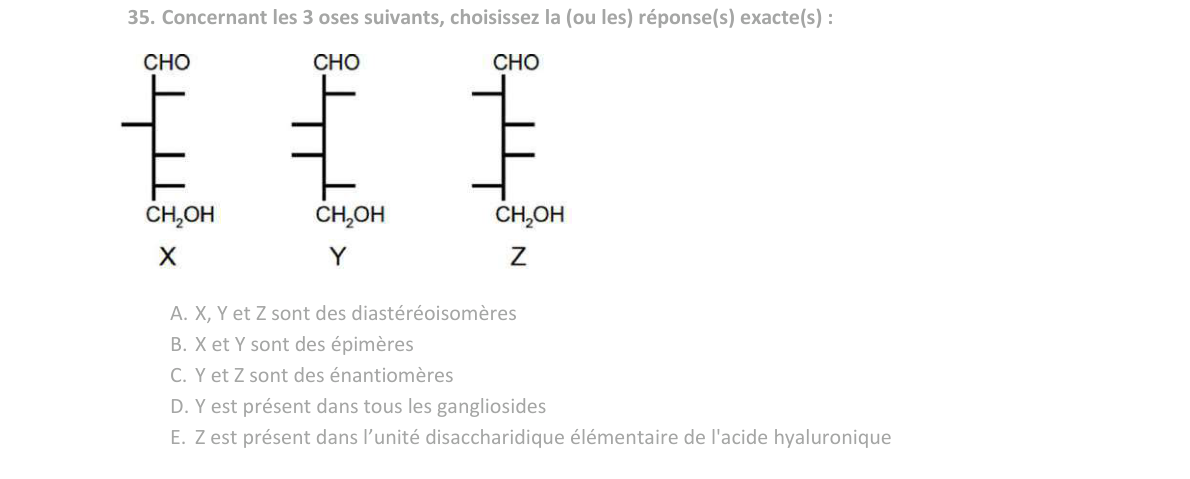 35. Concernant les 3 oses suivants, choisissez la (ou les) réponse(s) exacte(s) :
CHO CHO CHO
CH₂OH CH₂OH CH₂OH
X Y Z
A. X, Y et Z sont des diastéréoisomères
B. X et Y sont des épimères
C. Y et Z sont des énantiomères
D. Y est présent dans tous les gangliosides
E. Z est présent dans l’unité disaccharidique élémentaire de l'acide hyaluronique